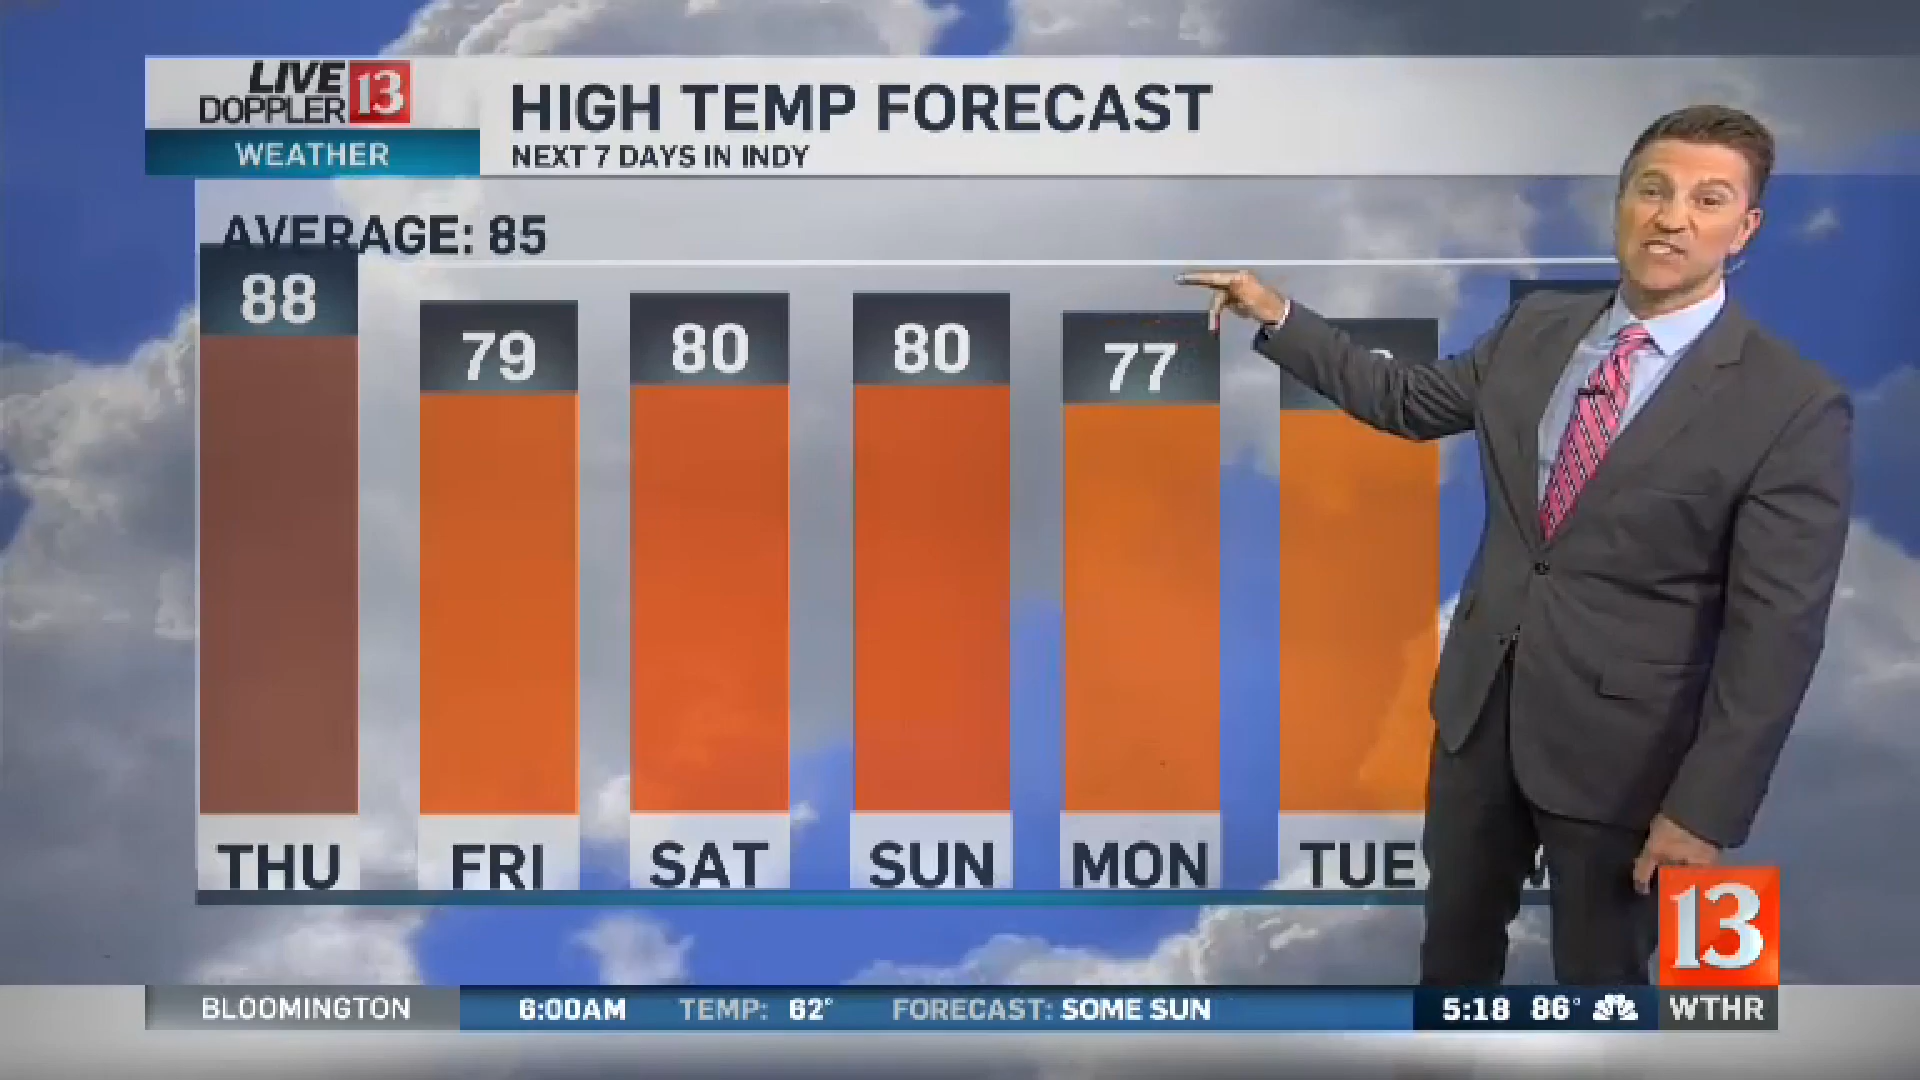 LIVE
DOPPLER 13
WEATHER
HIGH TEMP FORECAST
NEXT 7 DAYS IN INDY
AVERAGE: 85
88
79
80
80
77
THU
FRI
SAT
SUN
MON
TUE
13
BLOOMINGTON
6:00AM TEMP: 62° FORECAST: SOME SUN
5:18 86°
WTHR